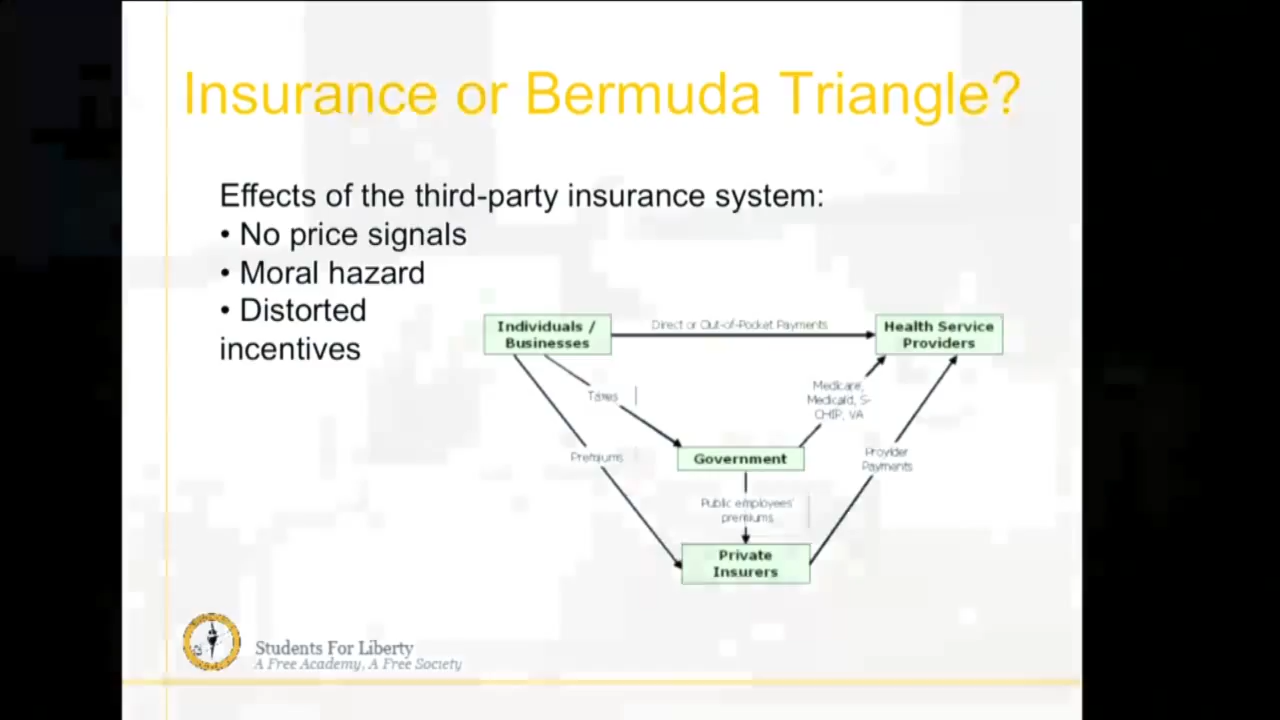 Insurance or Bermuda Triangle?
Effects of the third-party insurance system:
• No price signals
• Moral hazard
• Distorted
incentives
Individuals /
Businesses
Direct or Out-of-Pocket Payments
Health Service
Providers
Taxes
Medicare,
Medicaid, S-
CHIP, VA
Premiums
Government
Provider
Payments
Public employees'
premiums
Private
Insurers
Students For Liberty
A Free Academy, A Free Society